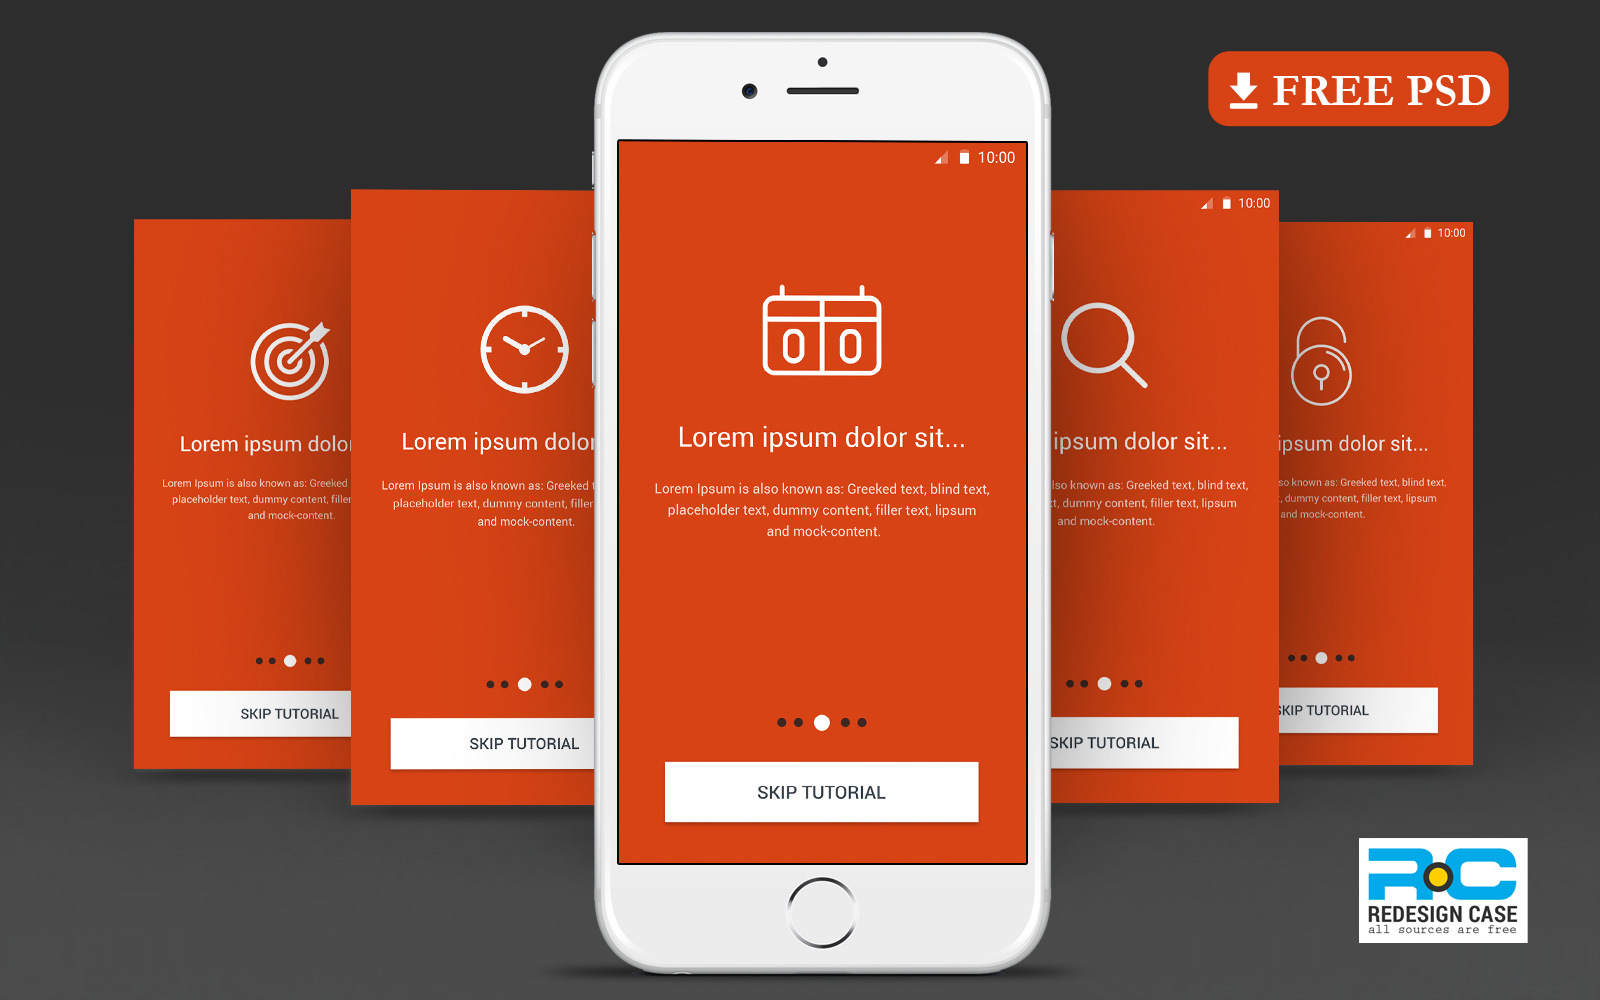 FREE PSD
10:00
10:00
10:00
0 0
Lorem ipsum dolor
Lorem Ipsum is also known as: Greeked
placeholder text, dummy content, filler
and mock-content.
SKIP TUTORIAL
Lorem ipsum dolor
Lorem Ipsum is also known as: Greeked
placeholder text, dummy content, filler
and mock-content.
SKIP TUTORIAL
Lorem ipsum dolor sit...
Lorem Ipsum is also known as: Greeked text, blind text,
placeholder text, dummy content, filler text, lipsum
and mock-content.
SKIP TUTORIAL
ipsum dolor sit...
so known as: Greeked text, blind text,
, dummy content, filler text, lipsum
and mock-content.
SKIP TUTORIAL
ipsum dolor sit...
so known as: Greeked text, blind text,
, dummy content, filler text, lipsum
and mock-content.
SKIP TUTORIAL
RC
REDESIGN CASE
all sources are free